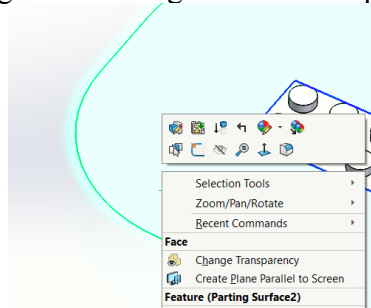 Selection Tools
Zoom/Pan/Rotate
Recent Commands
Face
Change Transparency
Create Plane Parallel to Screen
Feature (Parting Surface2)